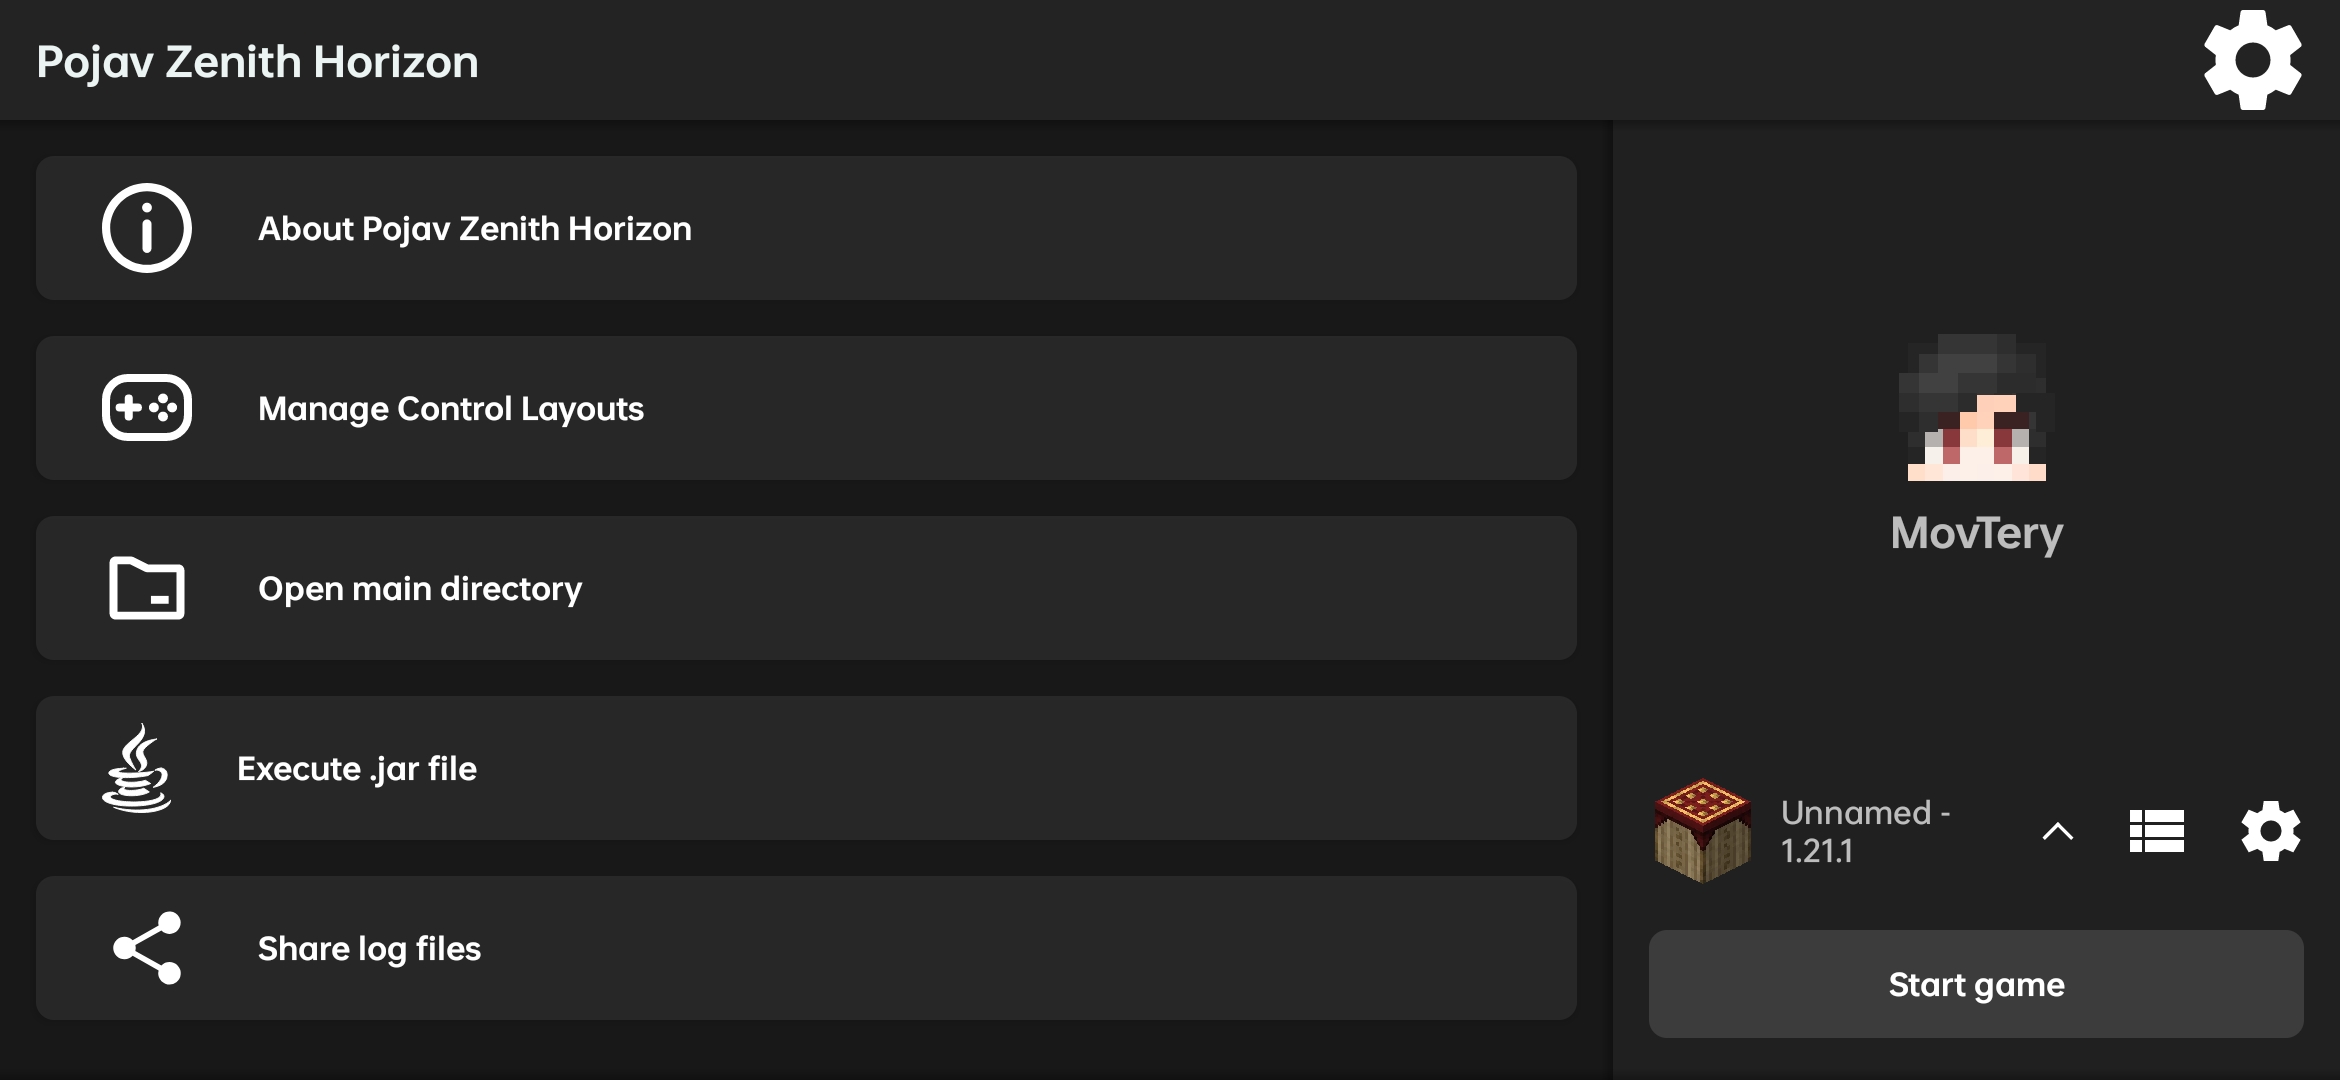 Pojav Zenith Horizon
About Pojav Zenith Horizon
Manage Control Layouts
Open main directory
Execute .jar file
Share log files
MovTery
Unnamed -
1.21.1
Start game